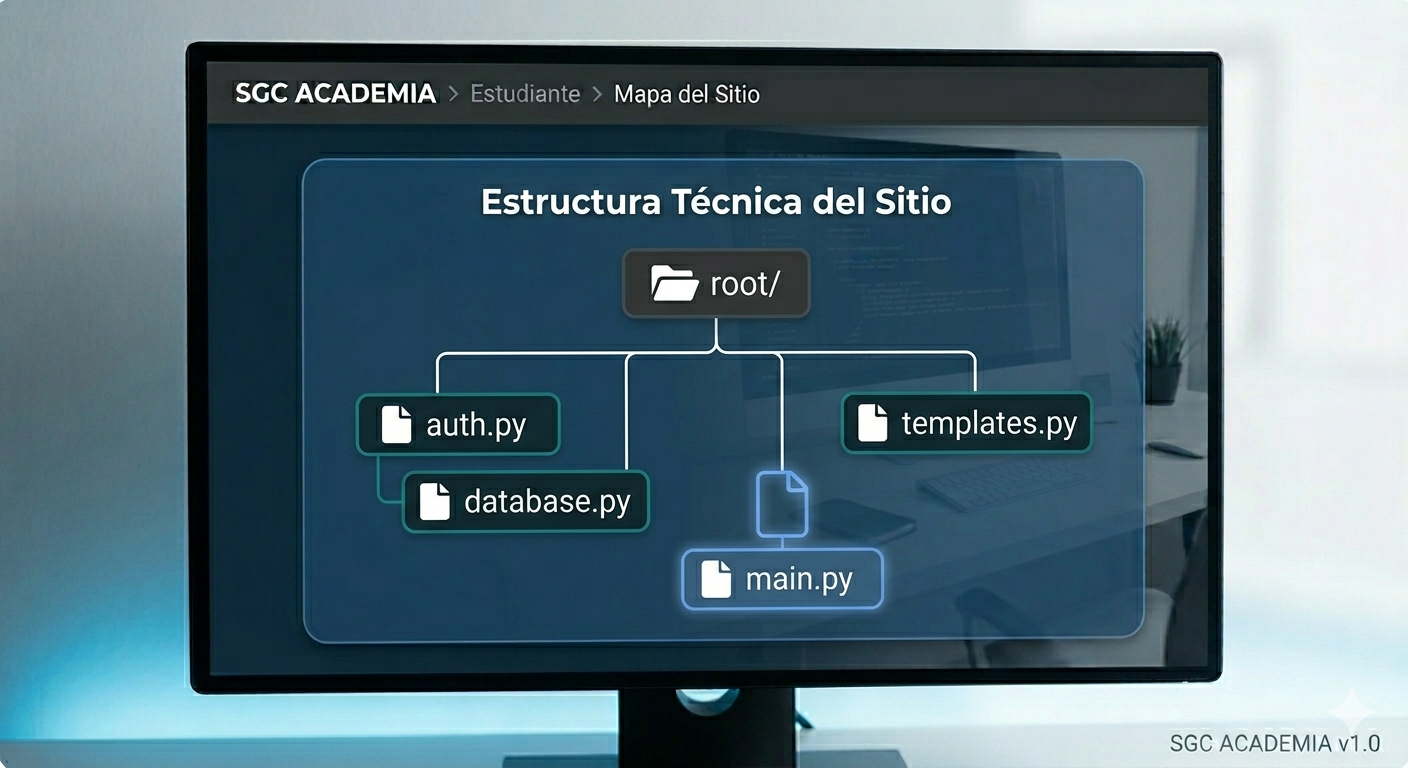 SGC ACADEMIA > Estudiante > Mapa del Sitio
Estructura Técnica del Sitio
root/
auth.py
templates.py
database.py
main.py
SGC ACADEMIA v1.0